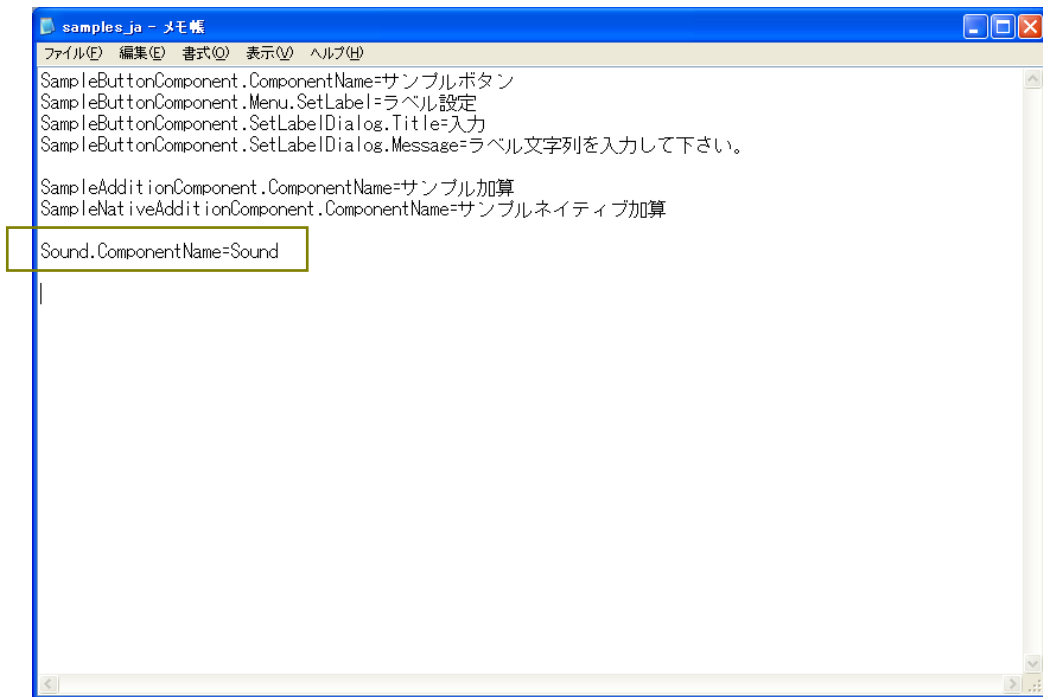 samples_ja - メモ帳
ファイル(F) 編集(E) 書式(O) 表示(V) ヘルプ(H)
SampleButtonComponent.ComponentName=サンプルボタン
SampleButtonComponent.Menu.SetLabel=ラベル設定
SampleButtonComponent.SetLabelDialog.Title=入力
SampleButtonComponent.SetLabelDialog.Message=ラベル文字列を入力して下さい。
SampleAdditionComponent.ComponentName=サンプル加算
SampleNativeAdditionComponent.ComponentName=サンプルネイティブ加算
Sound.ComponentName=Sound